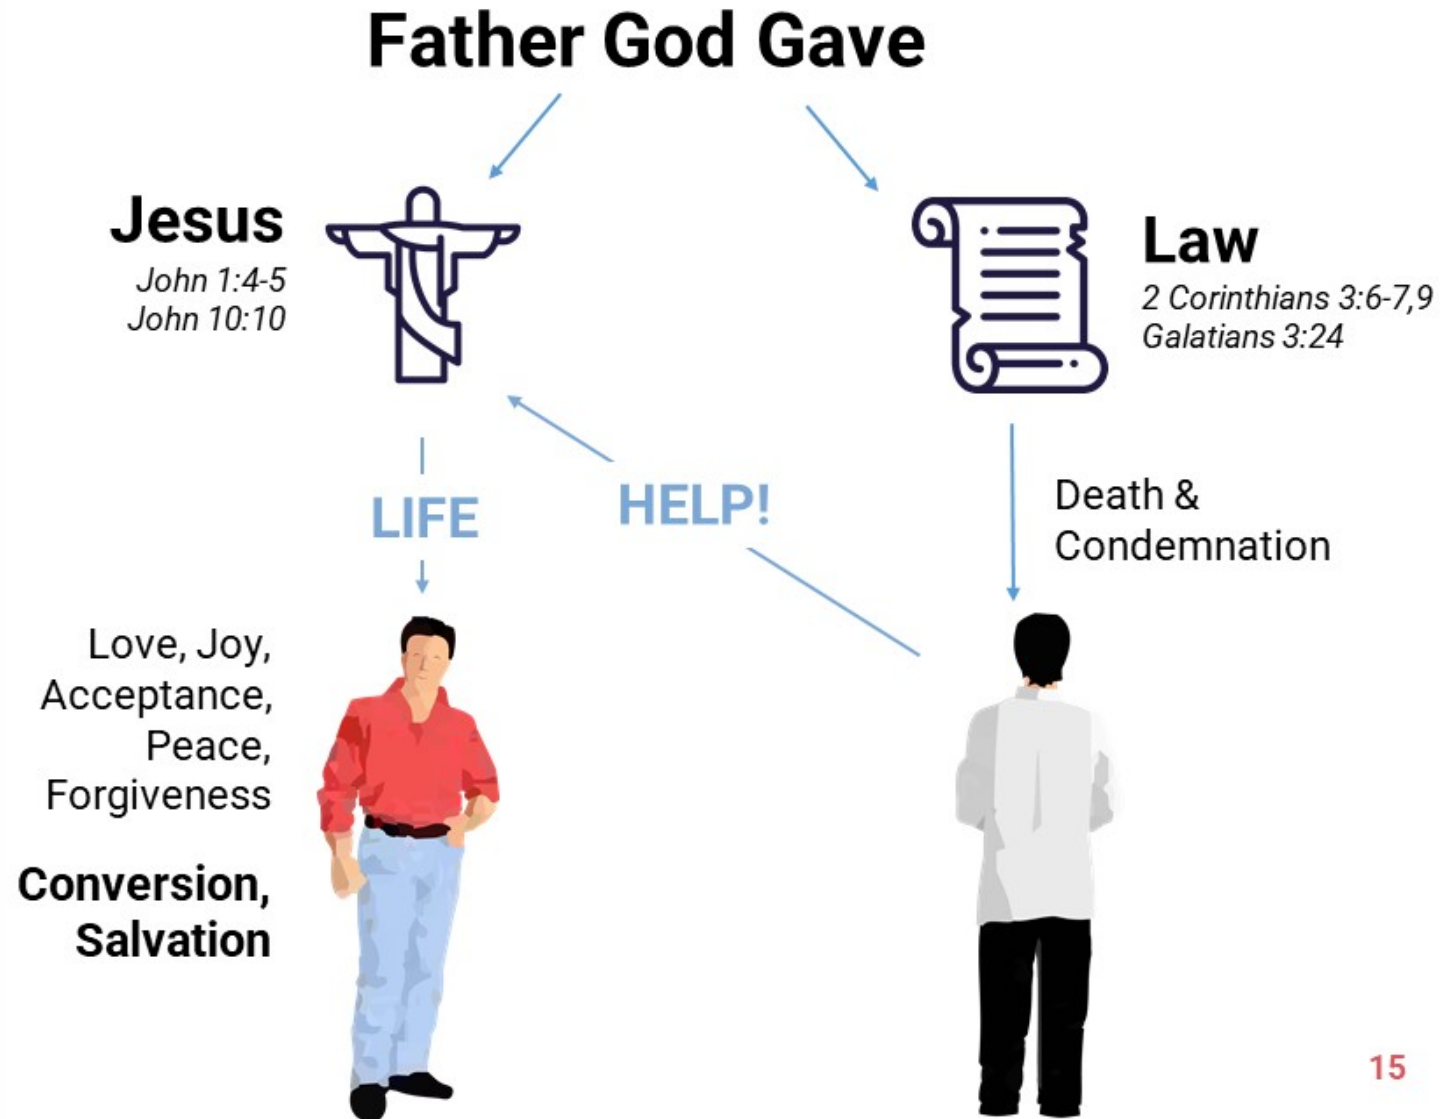 Father God Gave
Jesus
John 1:4-5
John 10:10
Law
2 Corinthians 3:6-7,9
Galatians 3:24
LIFE
HELP!
Death &
Condemnation
Love, Joy,
Acceptance,
Peace,
Forgiveness
Conversion,
Salvation
15